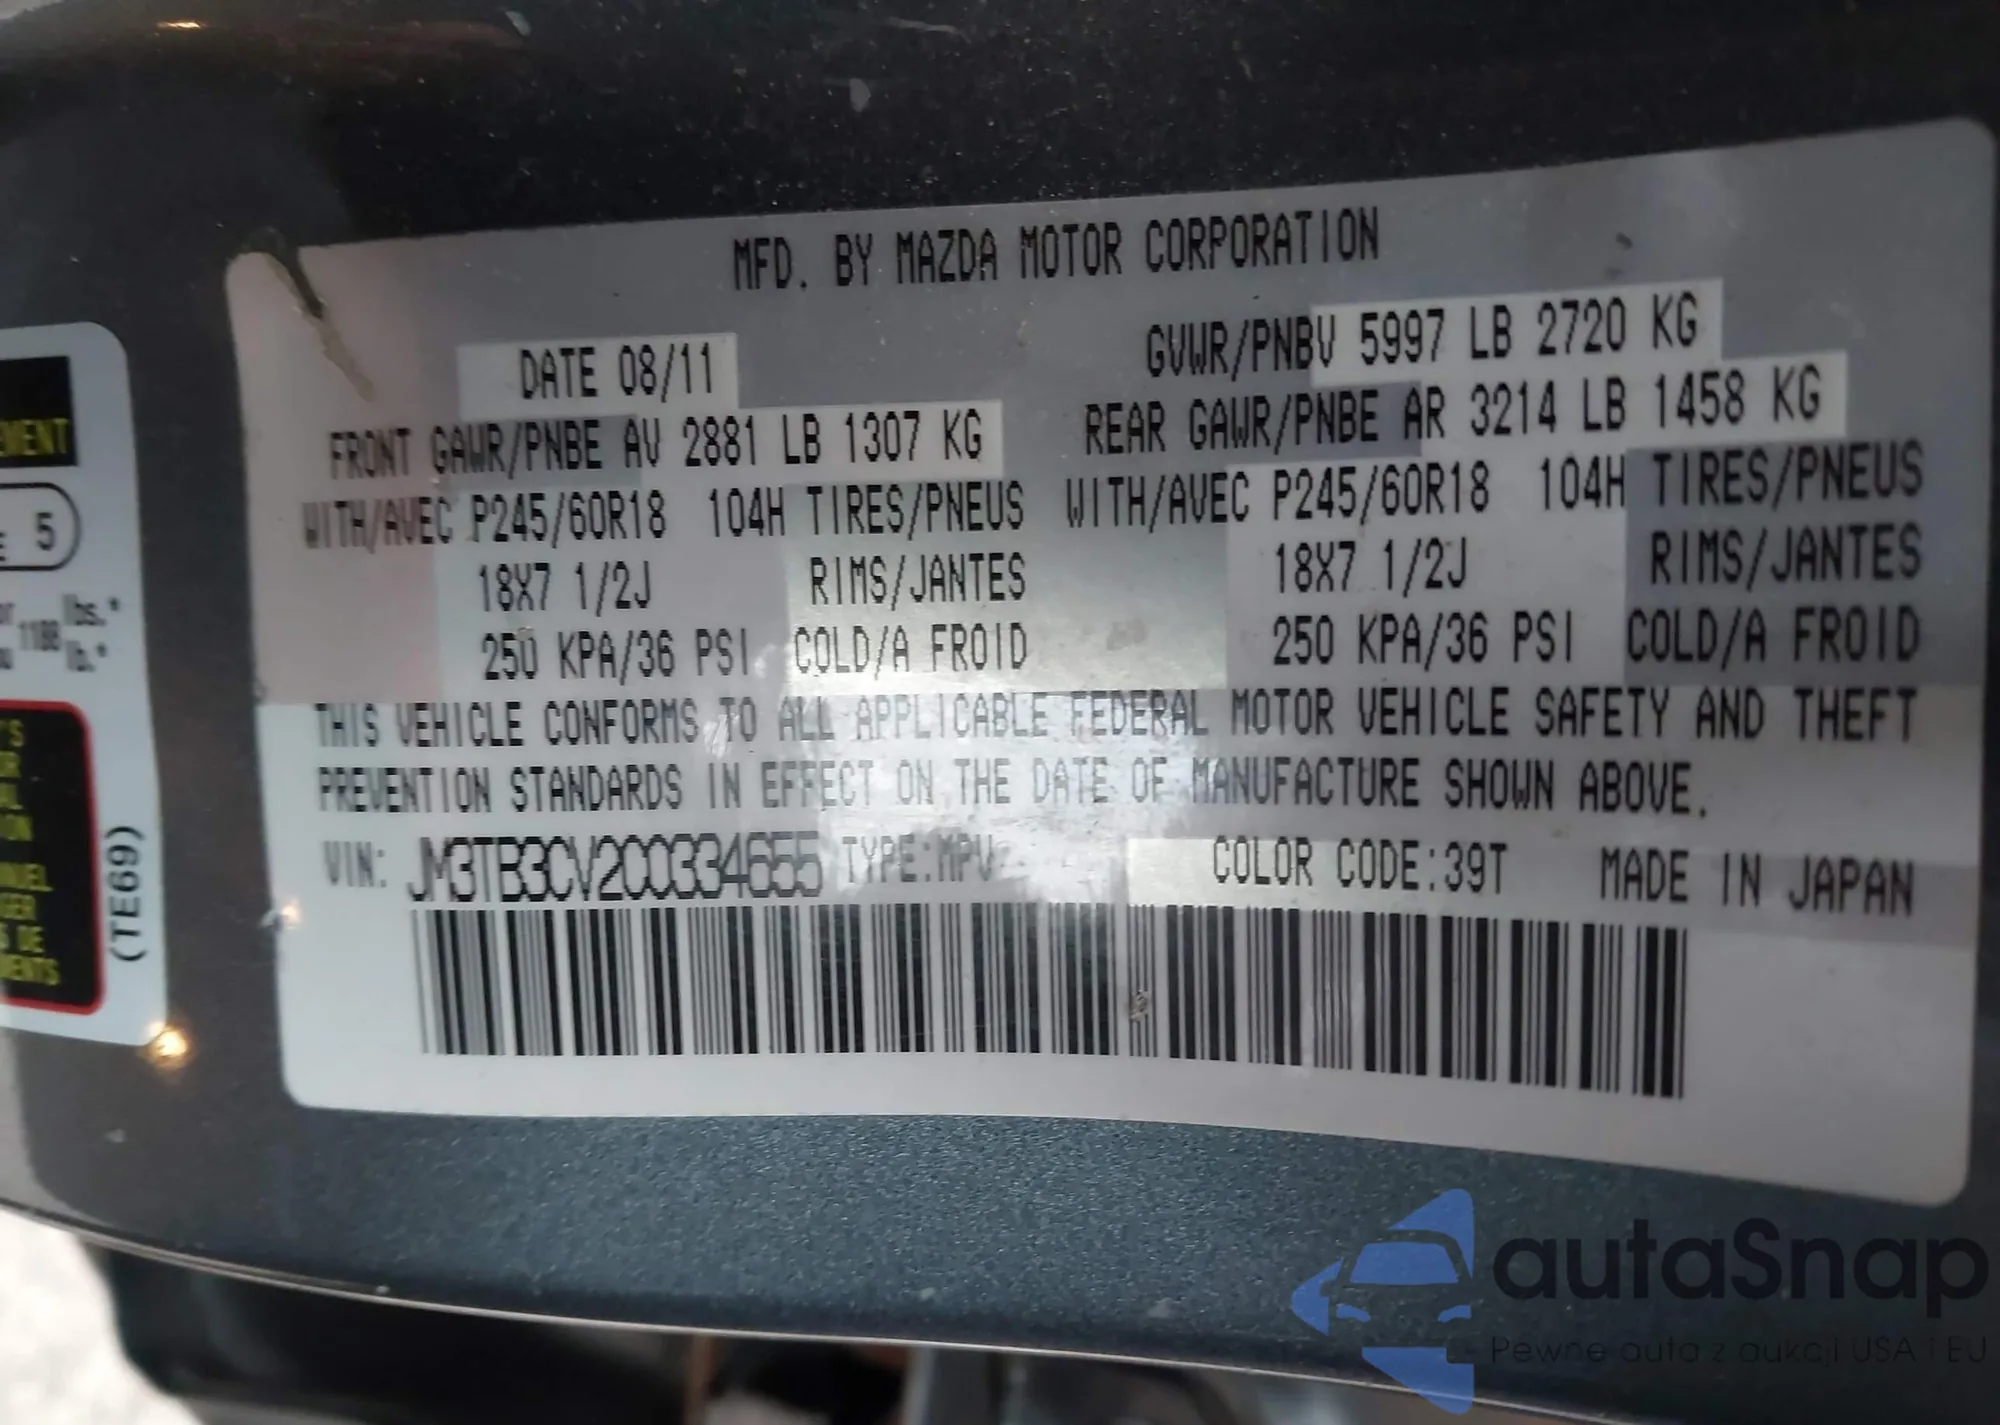 MFD. BY MAZDA MOTOR CORPORATION
DATE 08/11
GVWR/PNBV 5997 LB 2720 KG
FRONT GAWR/PNBE AV 2881 LB 1307 KG
REAR GAWR/PNBE AR 3214 LB 1458 KG
WITH/AVEC P245/60R18 104H TIRES/PNEUS
WITH/AVEC P245/60R18 104H TIRES/PNEUS
18X7 1/2J RIMS/JANTES
18X7 1/2J RIMS/JANTES
250 KPA/36 PSI COLD/A FROID
250 KPA/36 PSI COLD/A FROID
THIS VEHICLE CONFORMS TO ALL APPLICABLE FEDERAL MOTOR VEHICLE SAFETY AND THEFT
PREVENTION STANDARDS IN EFFECT ON THE DATE OF MANUFACTURE SHOWN ABOVE.
VIN: JM3TB3CV2C0334655 TYPE:MPV COLOR CODE:39T MADE IN JAPAN
5
1188 lbs.*
lb.*
(TE69)
autaSnap
Pewne auta z aukcji USA i EU